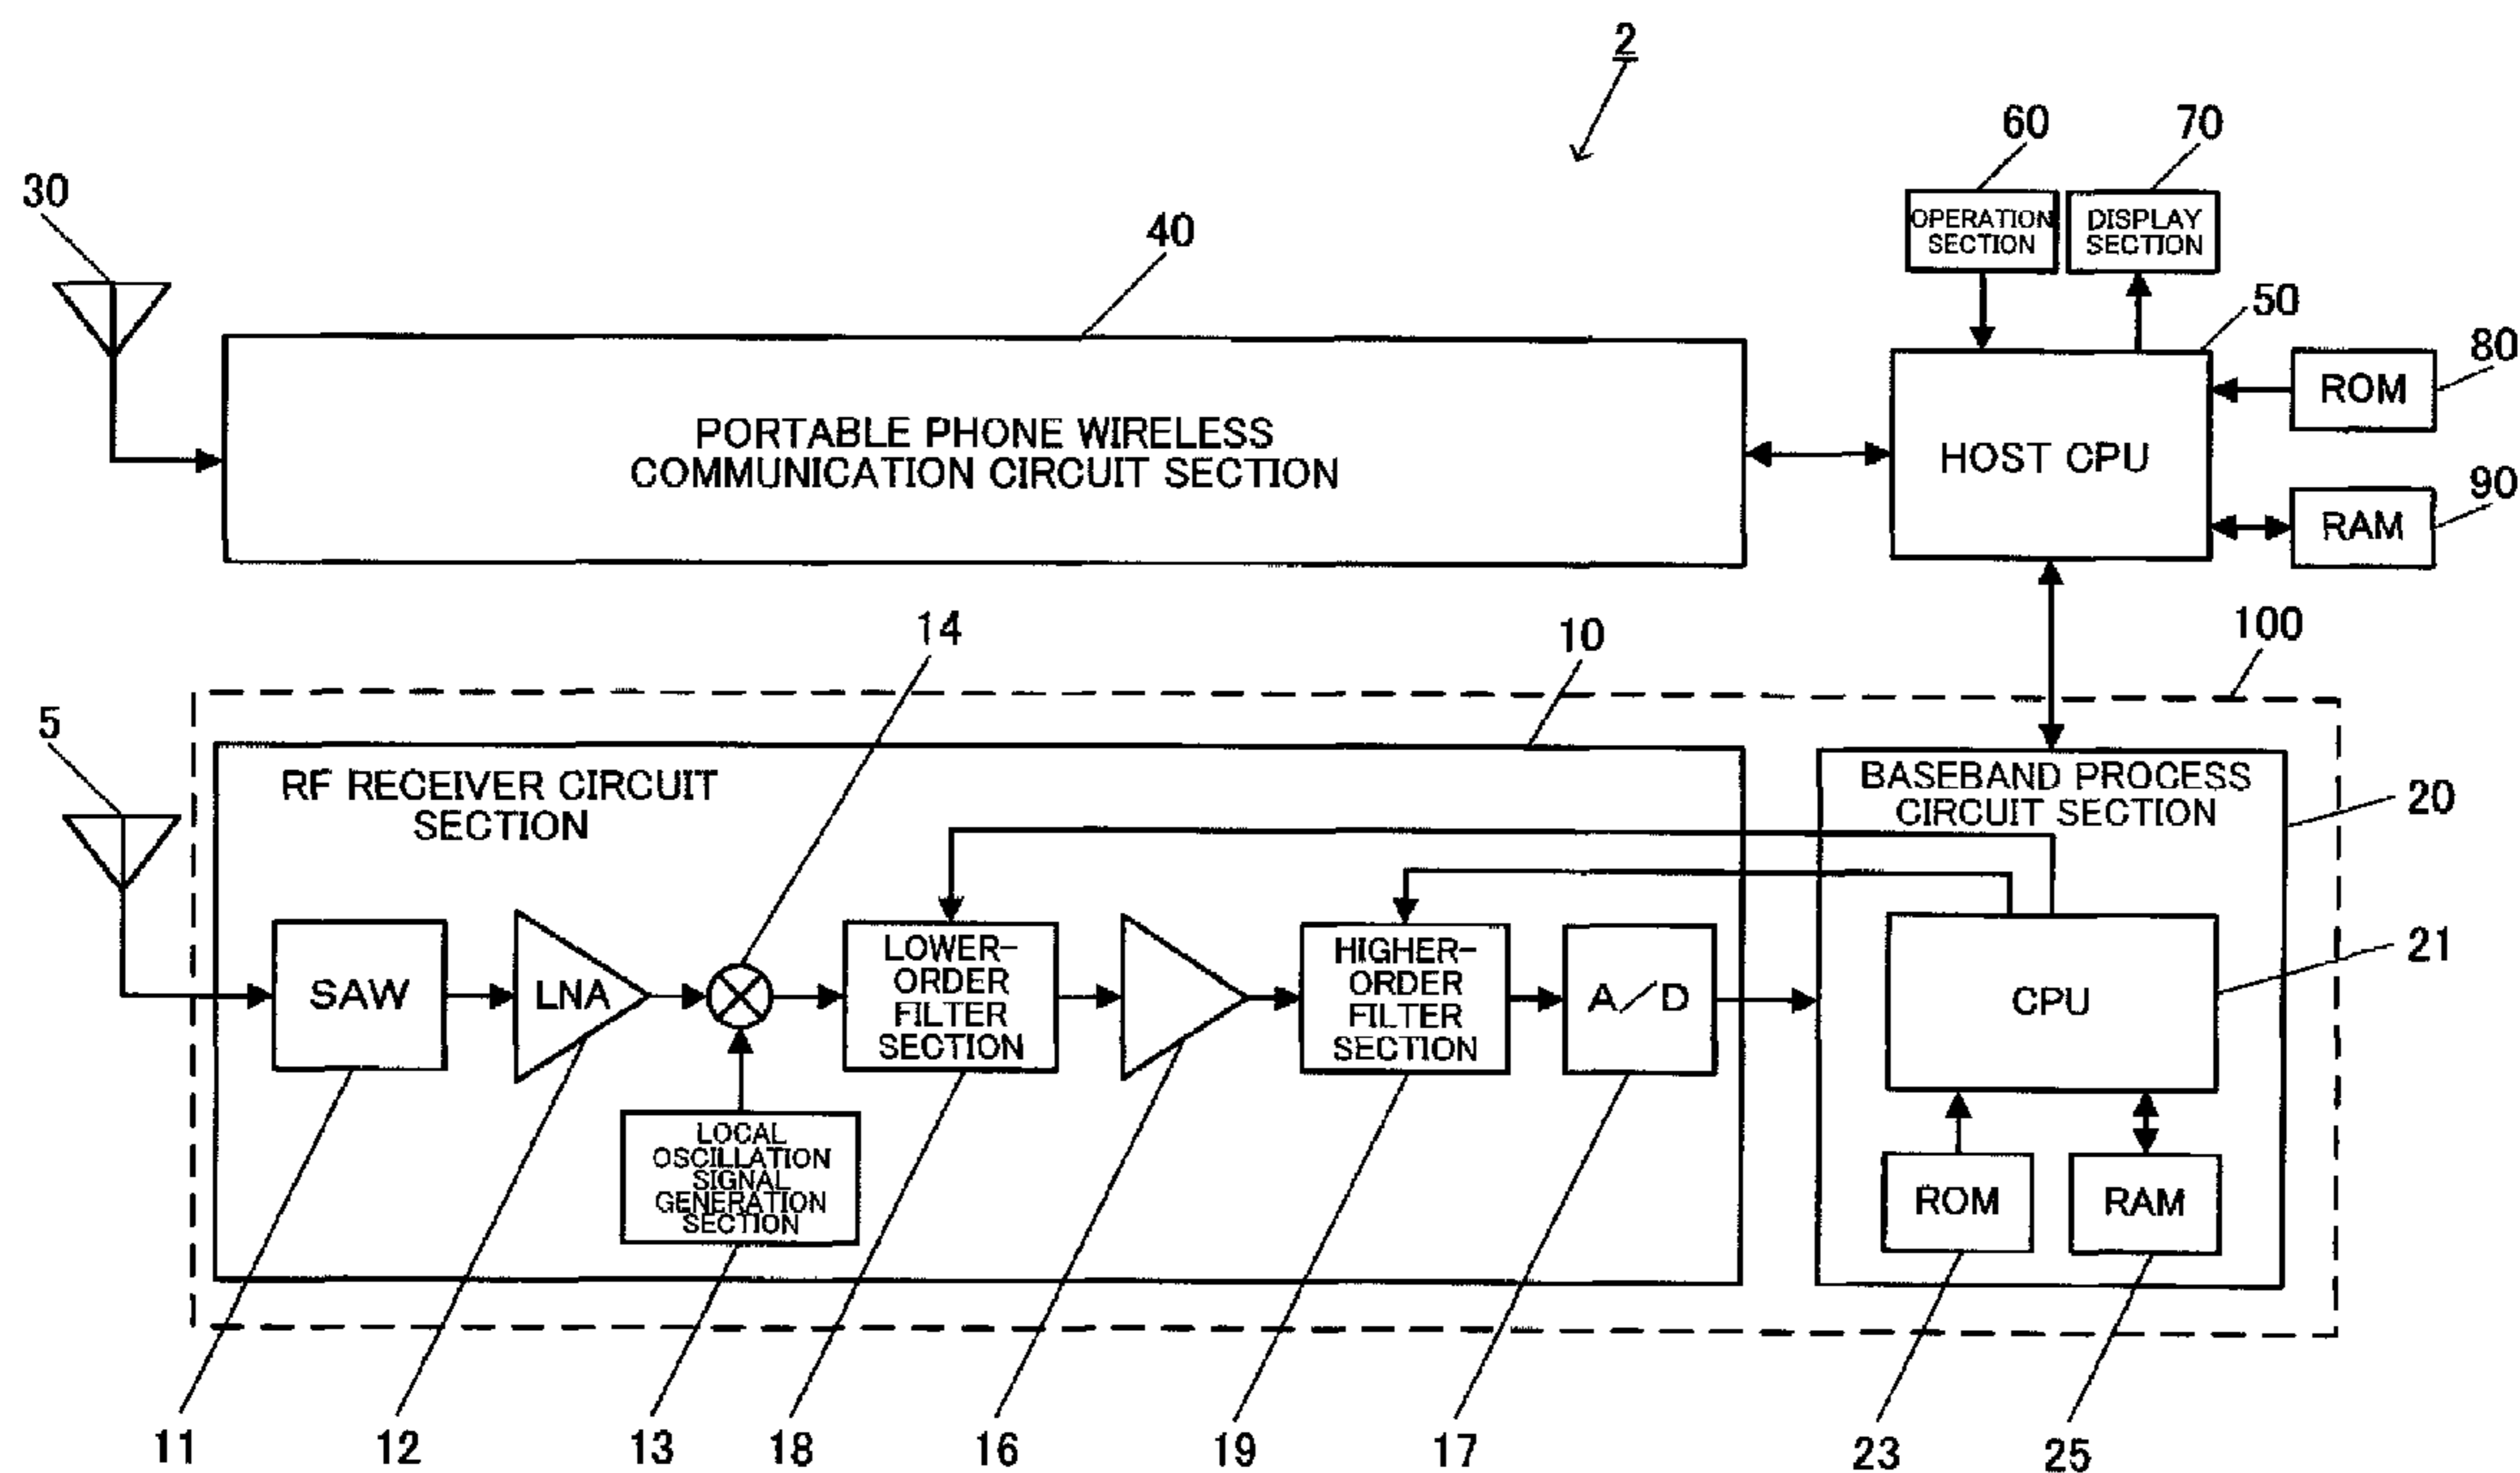 2
60
70
30
40
OPERATION
SECTION
DISPLAY
SECTION
50
80
ROM
PORTABLE PHONE WIRELESS
COMMUNICATION CIRCUIT SECTION
HOST CPU
90
RAM
14
10
100
5
RF RECEIVER CIRCUIT
SECTION
BASEBAND PROCESS
CIRCUIT SECTION
20
SAW
LNA
LOWER-
ORDER
FILTER
SECTION
HIGHER-
ORDER
FILTER
SECTION
A/D
CPU
21
LOCAL
OSCILLATION
SIGNAL
GENERATION
SECTION
ROM
RAM
11
12
13
18
16
19
17
23
25